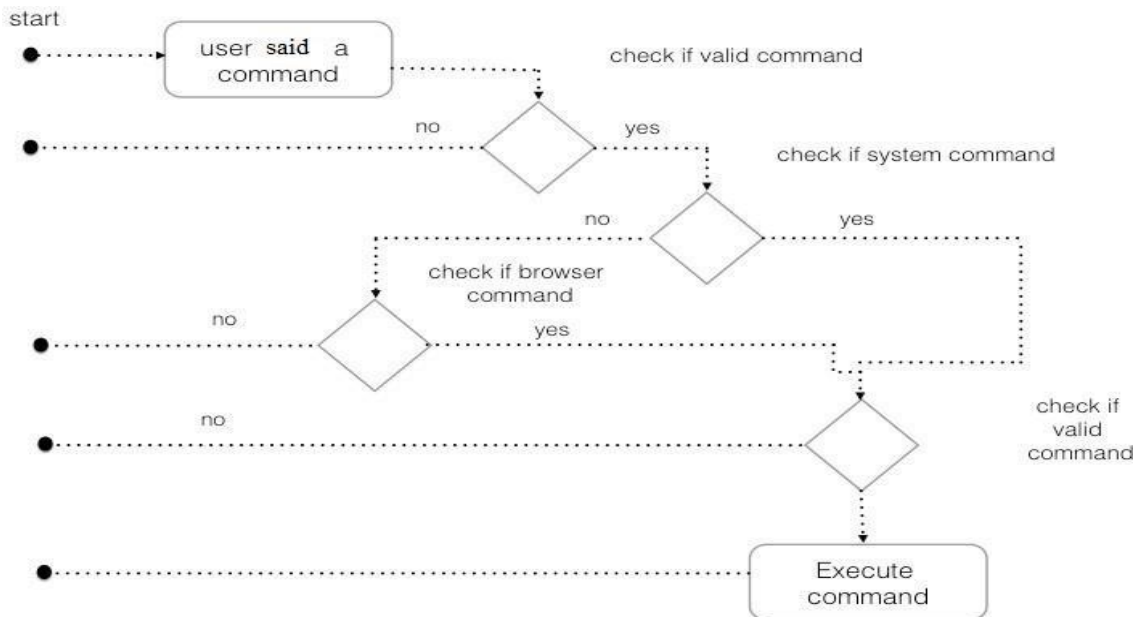 start
user said a
command
check if valid command
no
yes
check if system command
no
yes
check if browser
command
no
yes
no
check if
valid
command
Execute
command